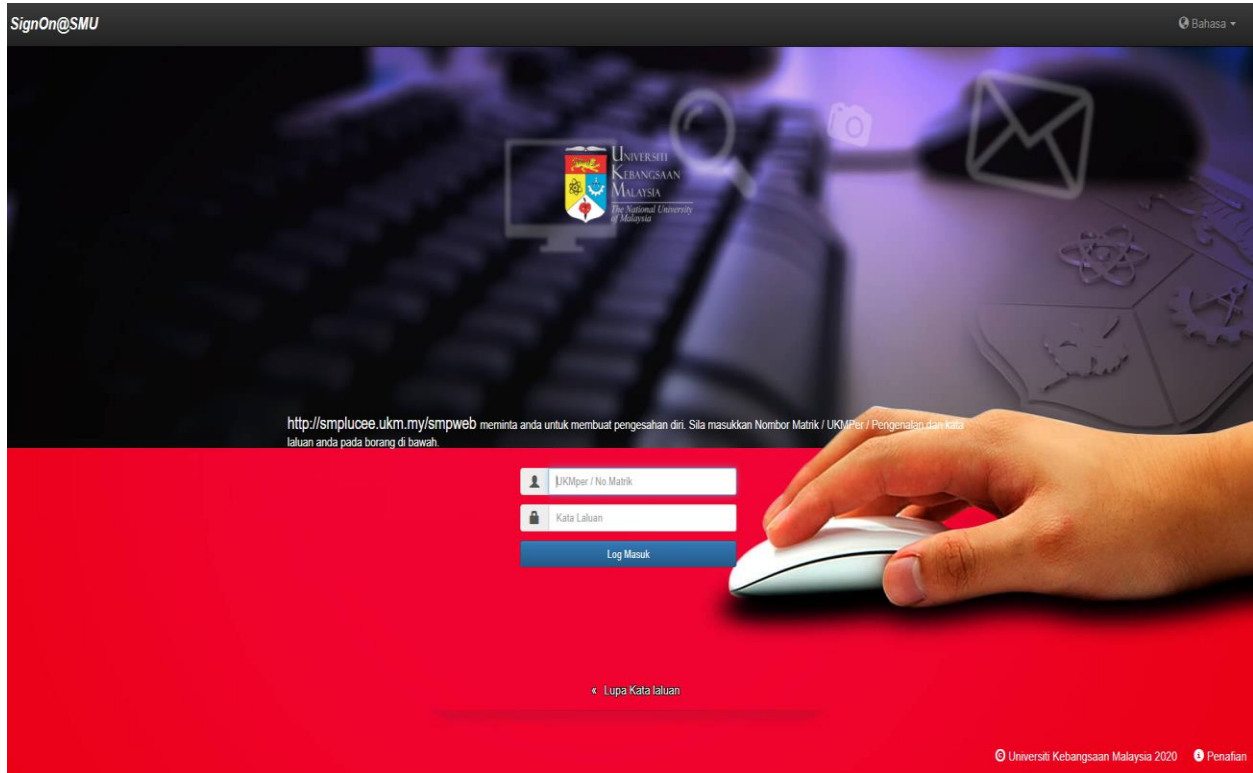 SignOn@SMU
Bahasa
UNIVERSITI
KEBANGSAAN
MALAYSIA
The National University
of Malaysia
http://smplucee.ukm.my/smpweb meminta anda untuk membuat pengesahan diri. Sila masukkan Nombor Matrik / UKMPer / Pengenalan dan kata
laluan anda pada borang di bawah.
UKMper / No.Matrik
Kata Laluan
Log Masuk
« Lupa Kata laluan
© Universiti Kebangsaan Malaysia 2020 Penafian